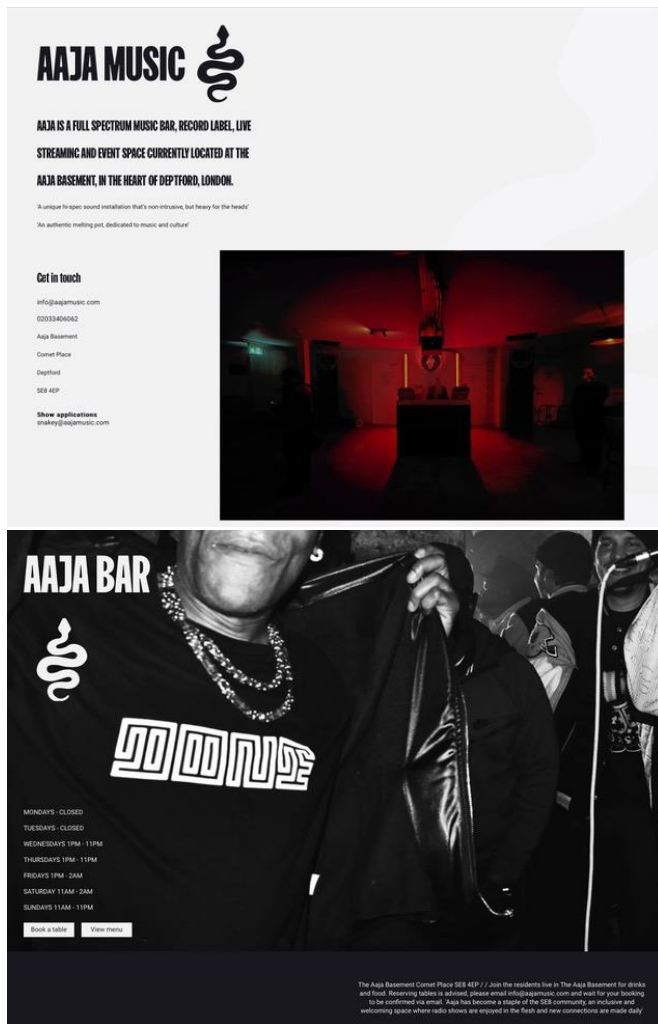 AAJA MUSIC
AAJA IS A FULL SPECTRUM MUSIC BAR, RECORD LABEL, LIVE
STREAMING AND EVENT SPACE CURRENTLY LOCATED AT THE
AAJA BASEMENT, IN THE HEART OF DEPTFORD, LONDON.
'A unique hi-spec sound installation that's non-intrusive, but heavy for the heads'
'An authentic melting pot, dedicated to music and culture'
Get in touch
info@aajamusic.com
02033406062
Aaja Basement
Comet Place
Deptford
SE8 4EP
Show applications
snakey@aajamusic.com
AAJA BAR
MONDAYS - CLOSED
TUESDAYS - CLOSED
WEDNESDAYS 1PM - 11PM
THURSDAYS 1PM - 11PM
FRIDAYS 1PM - 2AM
SATURDAY 11AM - 2AM
SUNDAYS 11AM - 11PM
Book a table
View menu
The Aaja Basement Comet Place SE8 4EP / / Join the residents live in The Aaja Basement for drinks
and food. Reserving tables is advised, please email info@aajamusic.com and wait for your booking
to be confirmed via email. 'Aaja has become a staple of the SE8 community, an inclusive and
welcoming space where radio shows are enjoyed in the flesh and new connections are made daily'